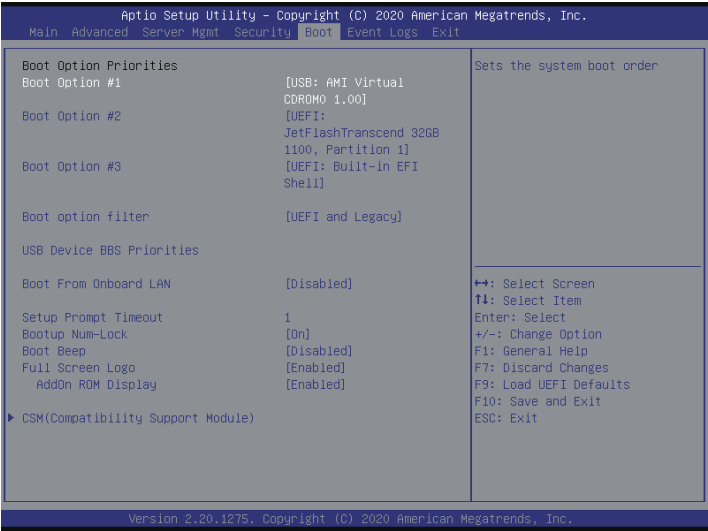 Aptio Setup Utility – Copyright (C) 2020 American Megatrends, Inc.
Main Advanced Server Mgmt Security Boot Event Logs Exit
Boot Option Priorities
Boot Option #1 [USB: AMI Virtual
CDROM0 1.00]
Boot Option #2 [UEFI:
JetFlashTranscend 32GB
1100, Partition 1]
Boot Option #3 [UEFI: Built-in EFI
Shell]
Boot option filter [UEFI and Legacy]
USB Device BBS Priorities
Boot From Onboard LAN [Disabled]
Setup Prompt Timeout 1
Bootup Num-Lock [On]
Boot Beep [Disabled]
Full Screen Logo [Enabled]
AddOn ROM Display [Enabled]
CSM(Compatibility Support Module)
Sets the system boot order
↔: Select Screen
↑↓: Select Item
Enter: Select
+/-: Change Option
F1: General Help
F7: Discard Changes
F9: Load UEFI Defaults
F10: Save and Exit
ESC: Exit
Version 2.20.1275. Copyright (C) 2020 American Megatrends, Inc.